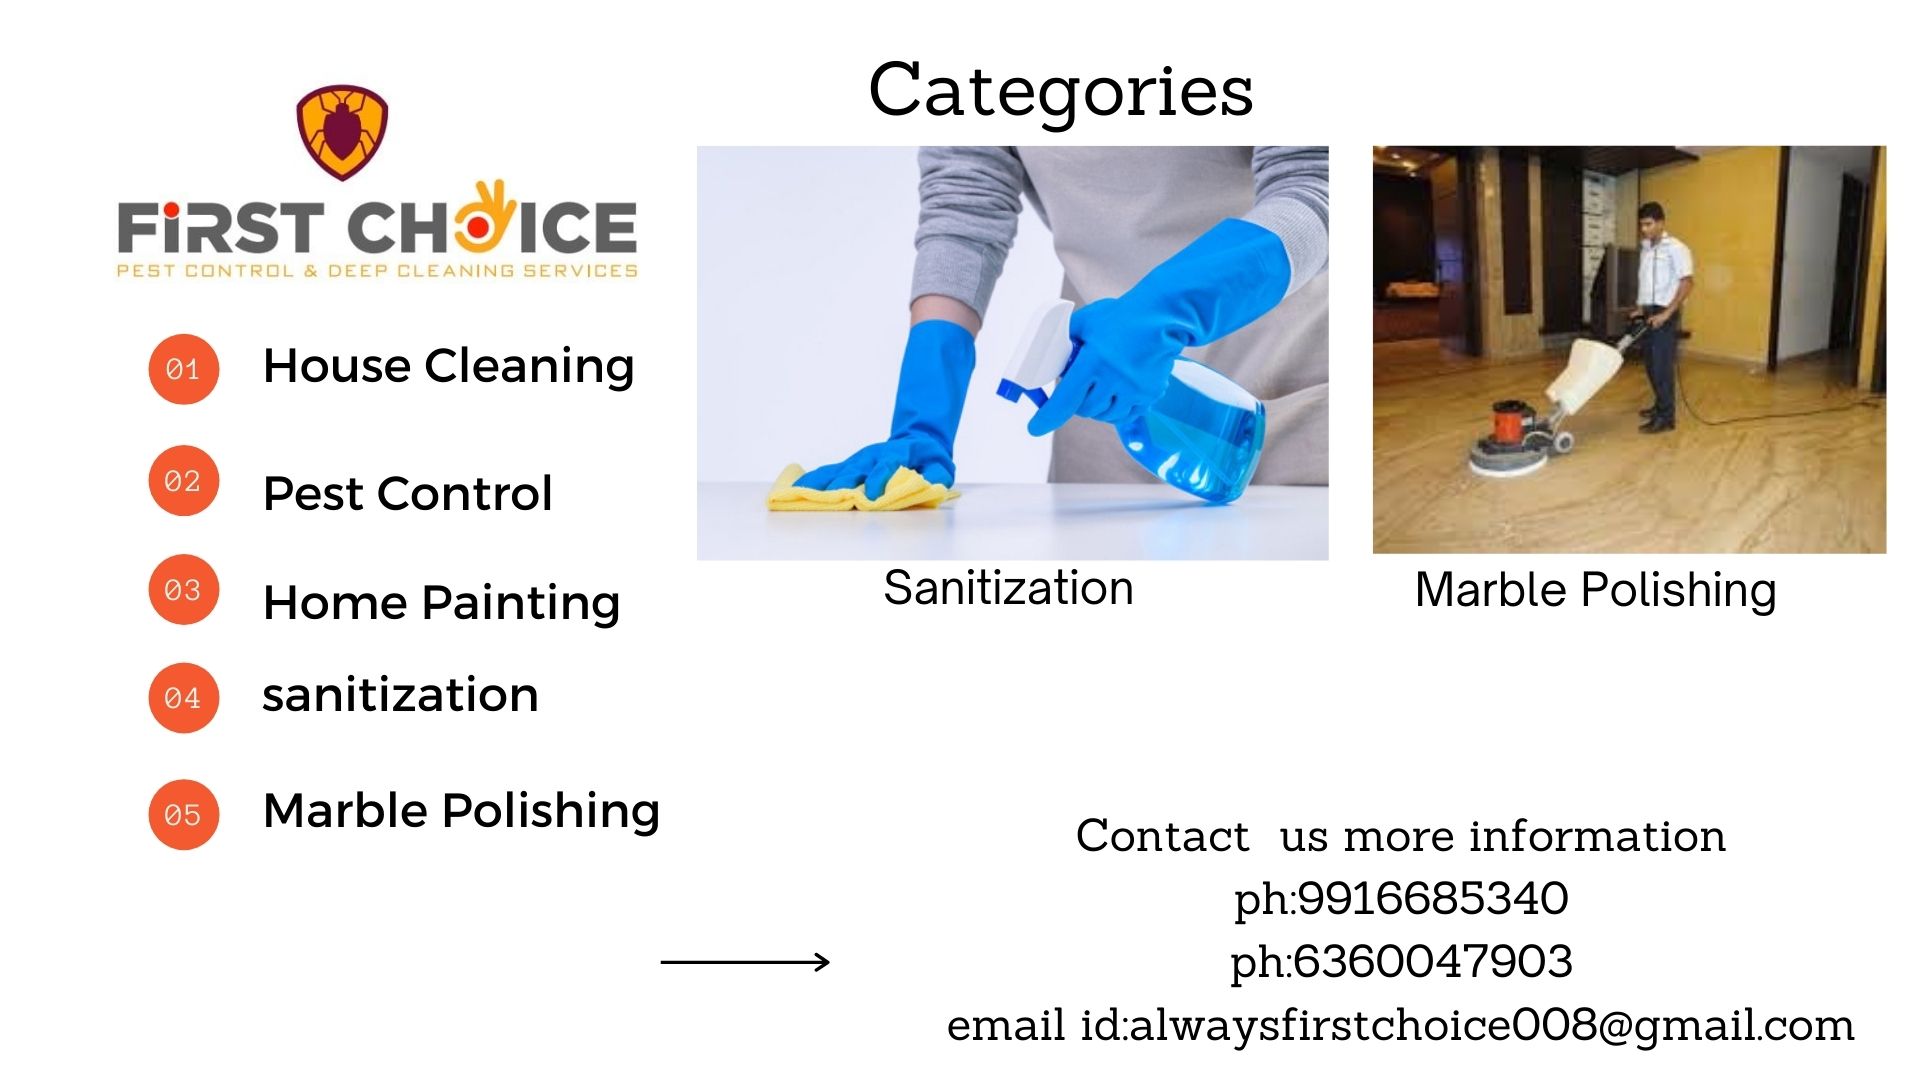 FiRST CHOICE
PEST CONTROL & DEEP CLEANING SERVICES
01 House Cleaning
02 Pest Control
03 Home Painting
04 sanitization
05 Marble Polishing
Categories
Sanitization
Marble Polishing
Contact us more information
ph:9916685340
ph:6360047903
email id:alwaysfirstchoice008@gmail.com